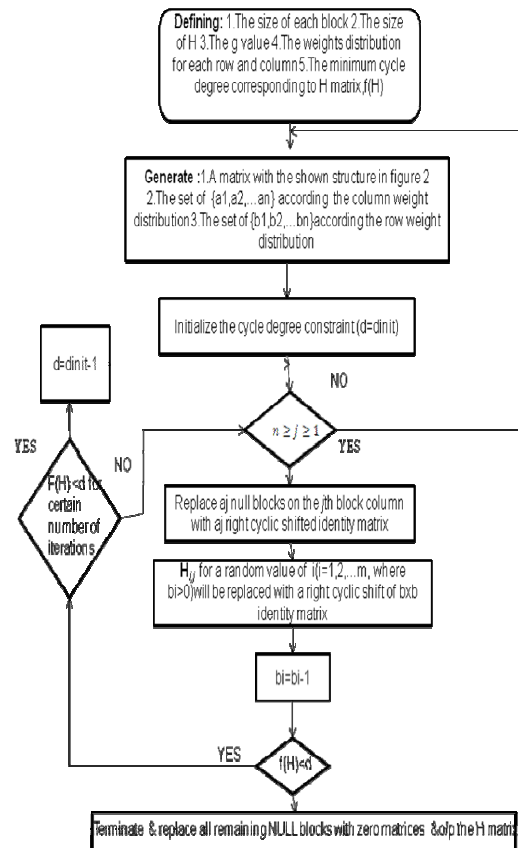 Defining: 1.The size of each block 2.The size
of H 3.The g value 4.The weights distribution
for each row and column5.The minimum cycle
degree corresponding to H matrix,f(H)
Generate :1.A matrix with the shown structure in figure 2
2.The set of {a1,a2,...an} according the column weight
distribution3.The set of {b1,b2,...bn}according the row weight
distribution
Initialize the cycle degree constraint (d=dinit)
d=dinit-1
NO
n ≥ j ≥ 1
YES
YES
NO
F(H)<d for
certain
number of
iterations
Replace aj null blocks on the jth block column
with aj right cyclic shifted identity matrix
Hij for a random value of i(i=1,2,...m, where
bi>0)will be replaced with a right cyclic shift of bxb
identity matrix
bi=bi-1
YES
f(H)<d
Terminate & replace all remaining NULL blocks with zero matrices &o/p the H matrix